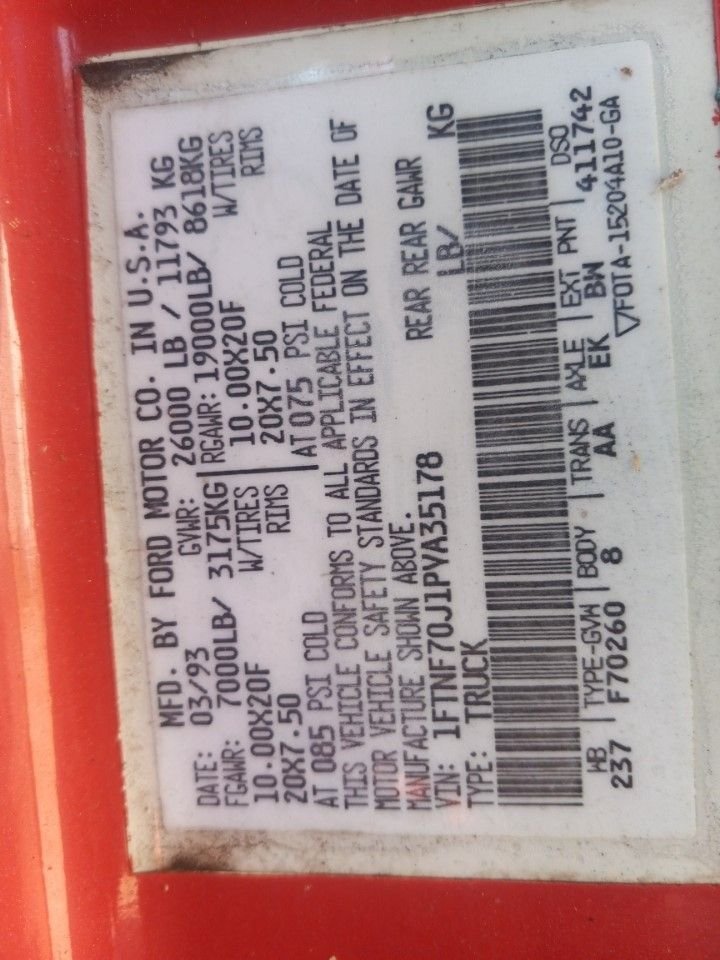 MFD. BY FORD MOTOR CO. IN U.S.A.
DATE: 03/93 GVWR: 26000 LB / 11793 KG
FGAWR: 7000LB/ 3175KG RGAWR: 19000LB/ 8618KG
10.00X20F W/TIRES 10.00X20F W/TIRES
20X7.50 RIMS 20X7.50 RIMS
AT 085 PSI COLD AT 075 PSI COLD
THIS VEHICLE CONFORMS TO ALL APPLICABLE FEDERAL
MOTOR VEHICLE SAFETY STANDARDS IN EFFECT ON THE DATE OF
MANUFACTURE SHOWN ABOVE. REAR REAR GAWR
VIN: 1FTNF70J1PVA35178 LB/ KG
TYPE: TRUCK
WB TYPE-GVW BODY TRANS AXLE EXT PNT DSO
237 F70260 8 AA EK BW 411742
▽FOTA-15204A10-GA